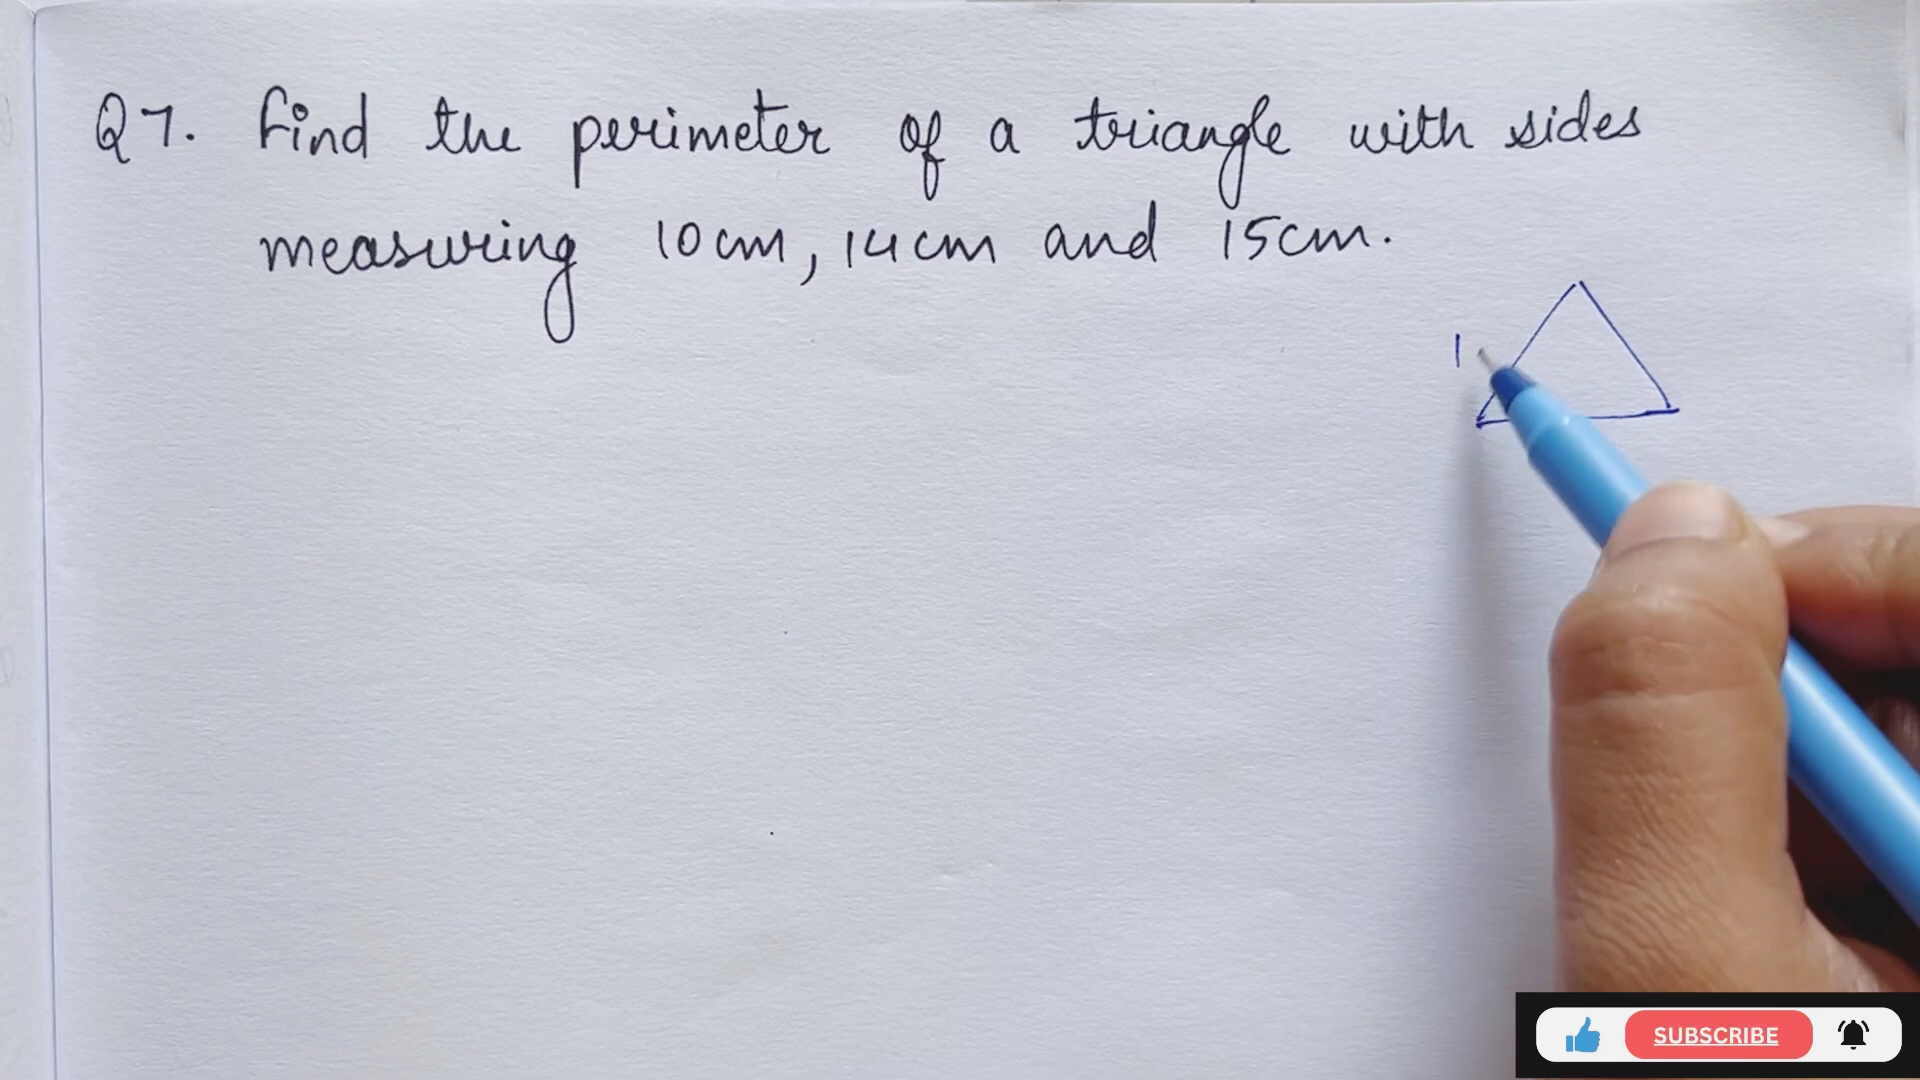 Q7. Find the perimeter of a triangle with sides
measuring 10cm, 14cm and 15cm.
1
SUBSCRIBE